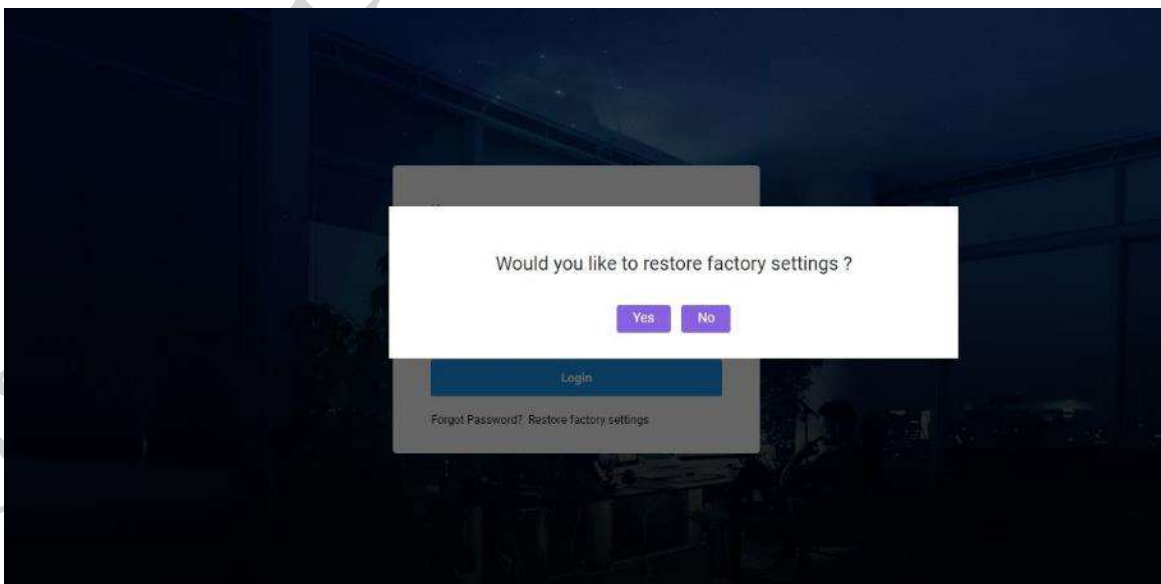 Would you like to restore factory settings ?
Yes No
Login
Forgot Password? Restore factory settings